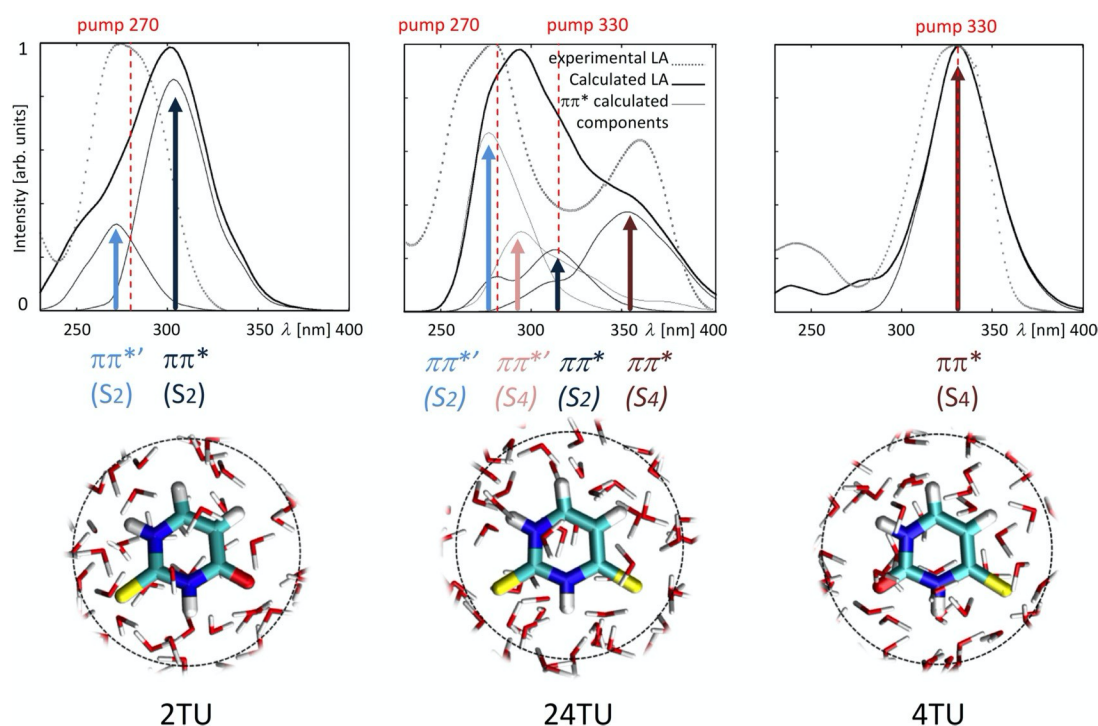 pump 270
pump 270
pump 330
pump 330
Intensity [arb. units]
1
0
experimental LA
Calculated LA
ππ* calculated
components
250 300 350 λ [nm] 400
250 300 350 λ [nm] 400
300 350 λ [nm] 400
ππ*' ππ*
(S2) (S2)
ππ*' ππ*' ππ* ππ*
(S2) (S4) (S2) (S4)
ππ*
(S4)
2TU
24TU
4TU